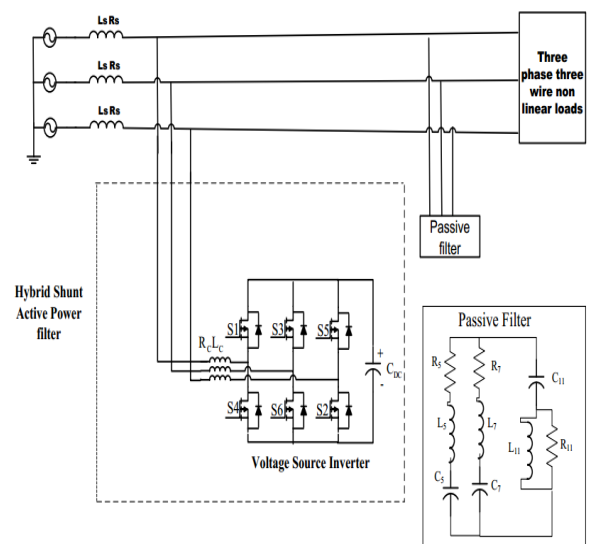 Ls Rs
Ls Rs
Ls Rs
Three
phase three
wire non
linear loads
Passive
filter
Hybrid Shunt
Active Power
filter
S1
S3
S5
RcLc
+
CDC
-
S4
S6
S2
Voltage Source Inverter
Passive Filter
R5
R7
C11
L5
L7
L11
R11
C5
C7